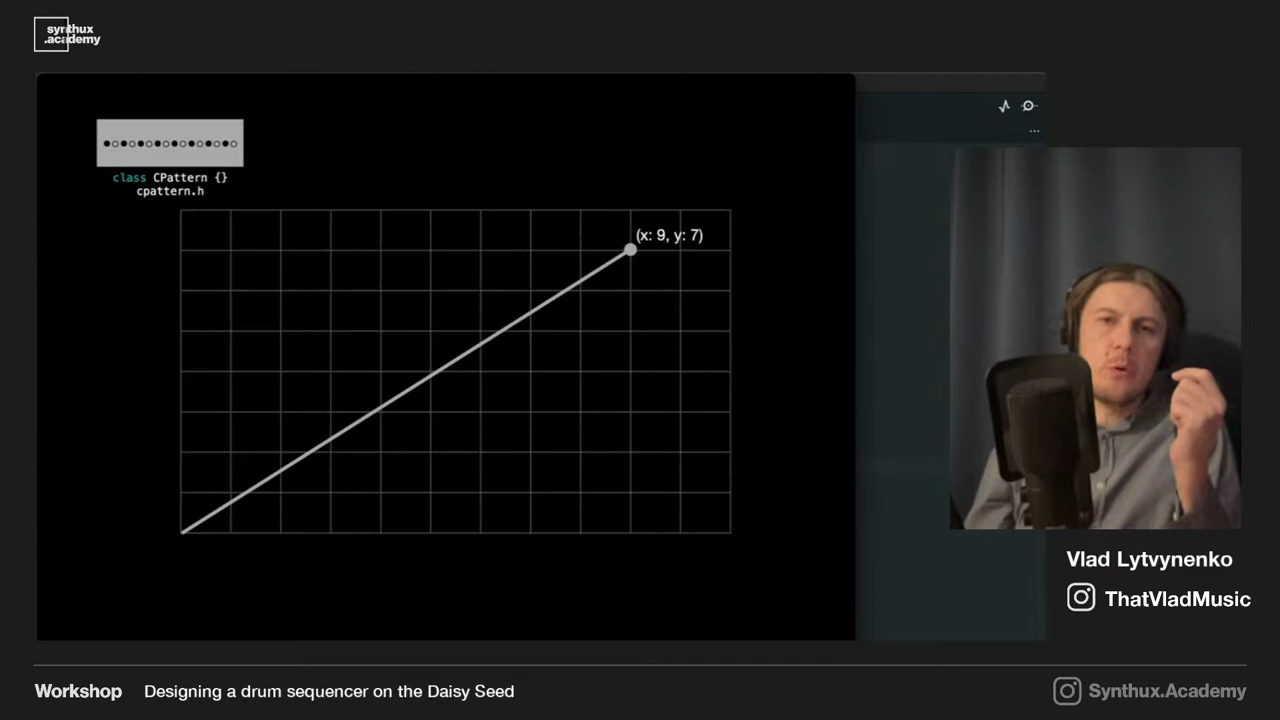 synthux
.academy
class CPattern {}
cpattern.h
(x: 9, y: 7)
...
Vlad Lytvynenko
ThatVladMusic
Workshop Designing a drum sequencer on the Daisy Seed
Synthux.Academy